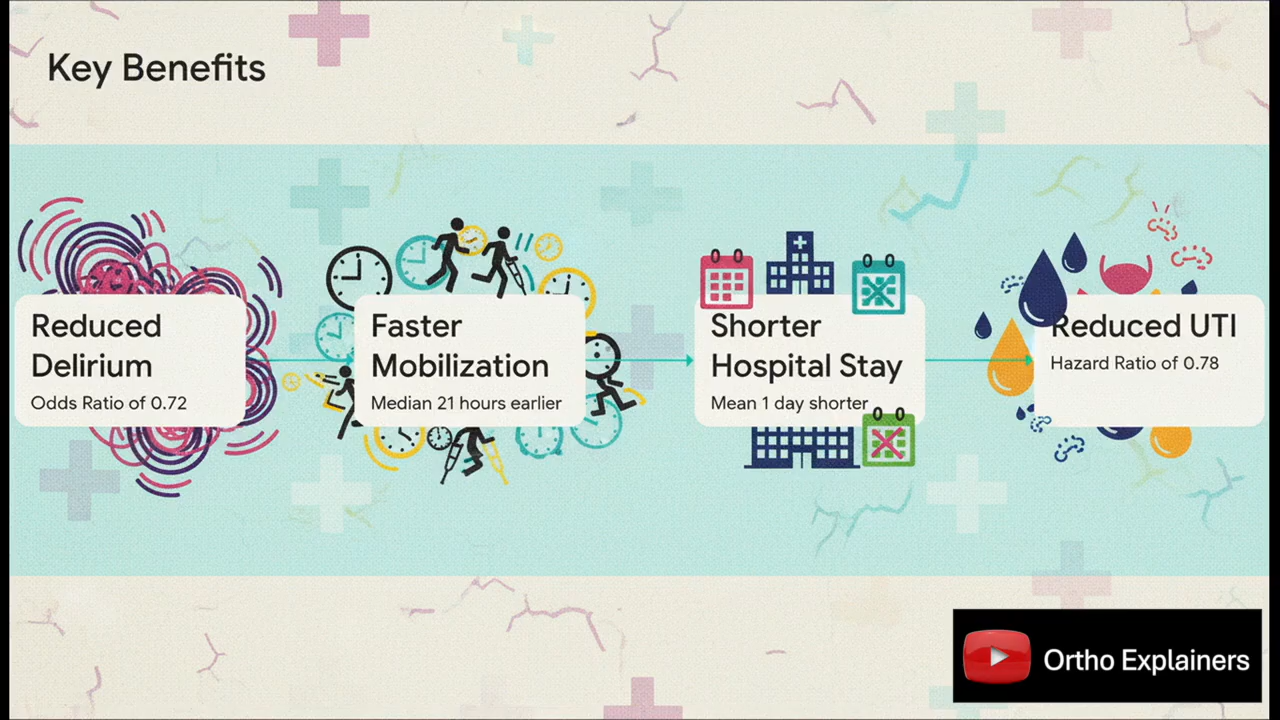 Key Benefits
Reduced
Delirium
Odds Ratio of 0.72
Faster
Mobilization
Median 21 hours earlier
Shorter
Hospital Stay
Mean 1 day shorter
Reduced UTI
Hazard Ratio of 0.78
Ortho Explainers